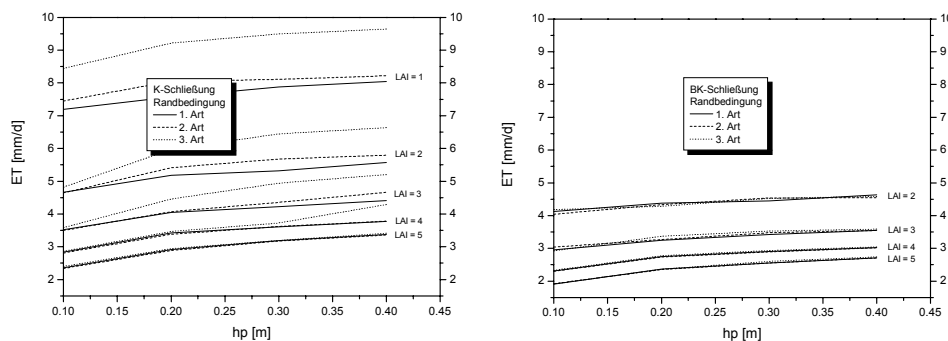 10
9
8
7
6
5
4
3
2
ET [mm/d]
K-Schließung
Randbedingung
1. Art
2. Art
3. Art
LAI = 1
LAI = 2
LAI = 3
LAI = 4
LAI = 5
10
9
8
7
6
5
4
3
2
0.10 0.15 0.20 0.25 0.30 0.35 0.40 0.45
hp [m]
10
9
8
7
6
5
4
3
2
ET [mm/d]
BK-Schließung
Randbedingung
1. Art
2. Art
3. Art
LAI = 2
LAI = 3
LAI = 4
LAI = 5
10
9
8
7
6
5
4
3
2
0.10 0.15 0.20 0.25 0.30 0.35 0.40 0.45
hp [m]